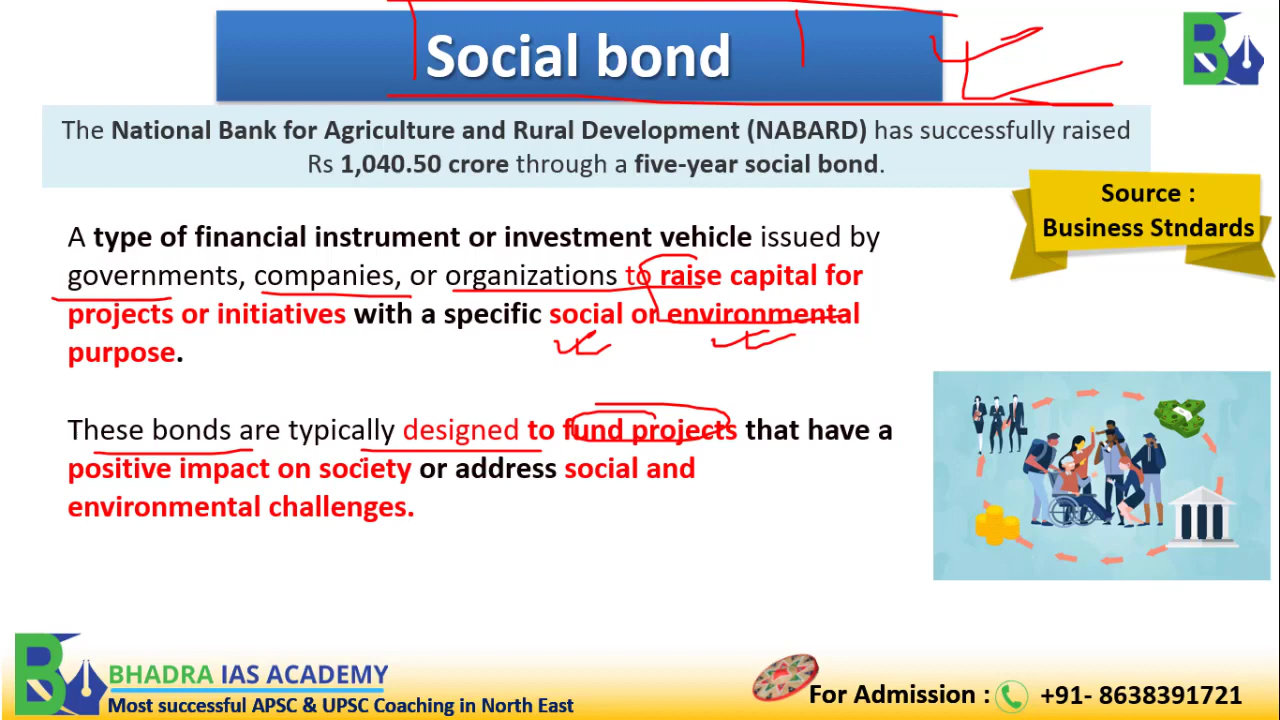 Social bond
The National Bank for Agriculture and Rural Development (NABARD) has successfully raised
Rs 1,040.50 crore through a five-year social bond.
Source :
Business Stndards
A type of financial instrument or investment vehicle issued by
governments, companies, or organizations to raise capital for
projects or initiatives with a specific social or environmental
purpose.
These bonds are typically designed to fund projects that have a
positive impact on society or address social and
environmental challenges.
BHADRA IAS ACADEMY
Most successful APSC & UPSC Coaching in North East
For Admission : +91- 8638391721